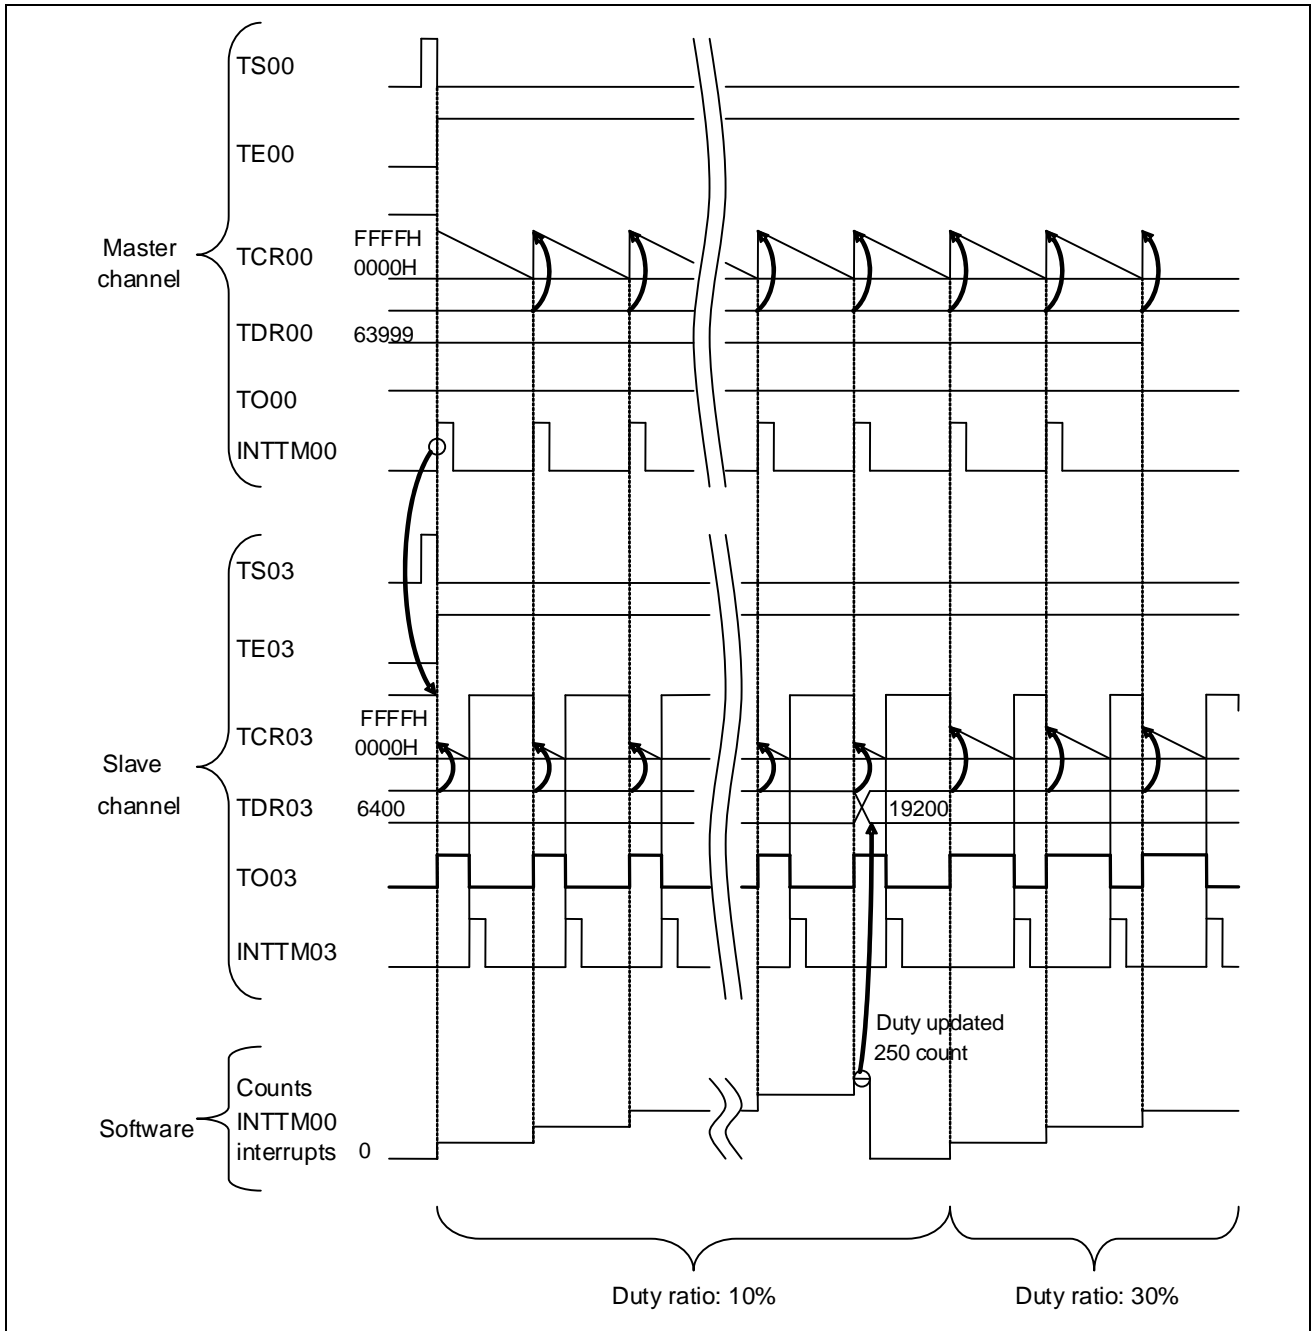 TS00
TE00
Master
channel
TCR00
FFFFH
0000H
TDR00
63999
TO00
INTTM00
TS03
TE03
Slave
channel
FFFFH
TCR03
0000H
TDR03
6400
19200
TO03
INTTM03
Duty updated
250 count
Software
Counts
INTTM00
interrupts
0
Duty ratio: 10%
Duty ratio: 30%